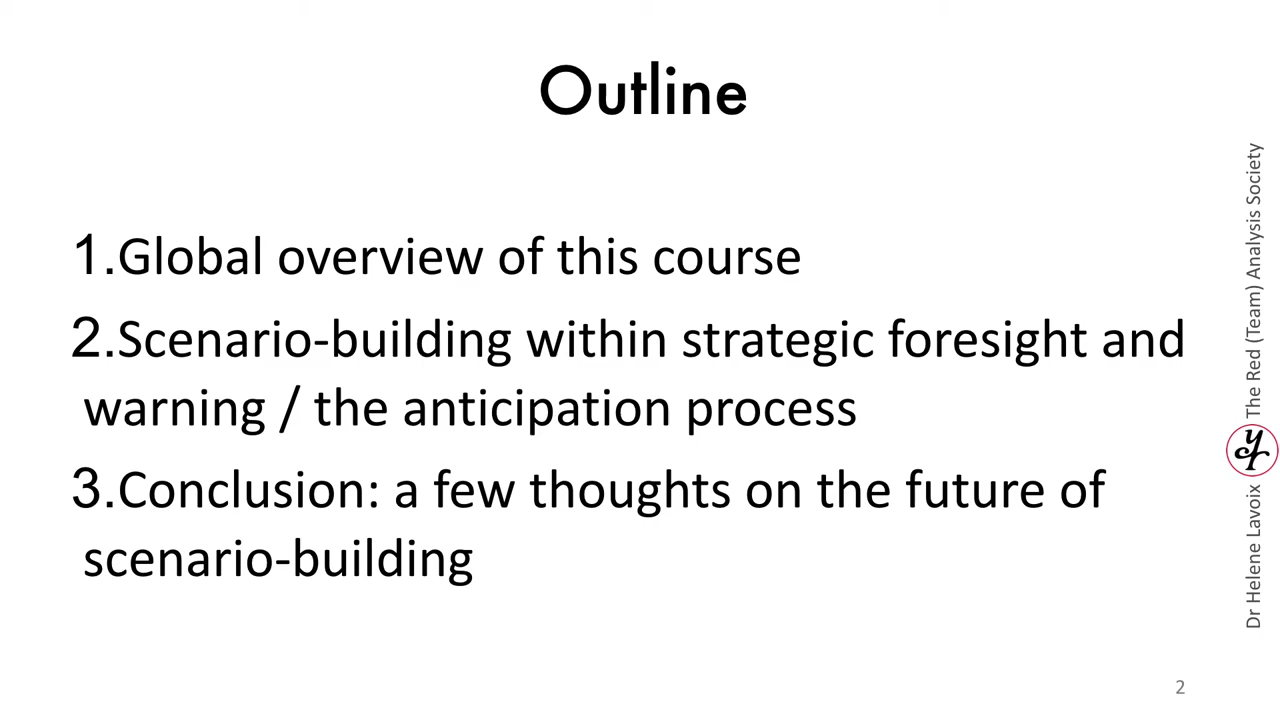 Outline
1.Global overview of this course
2.Scenario-building within strategic foresight and
warning / the anticipation process
3.Conclusion: a few thoughts on the future of
scenario-building
Dr Helene Lavoix The Red (Team) Analysis Society
2